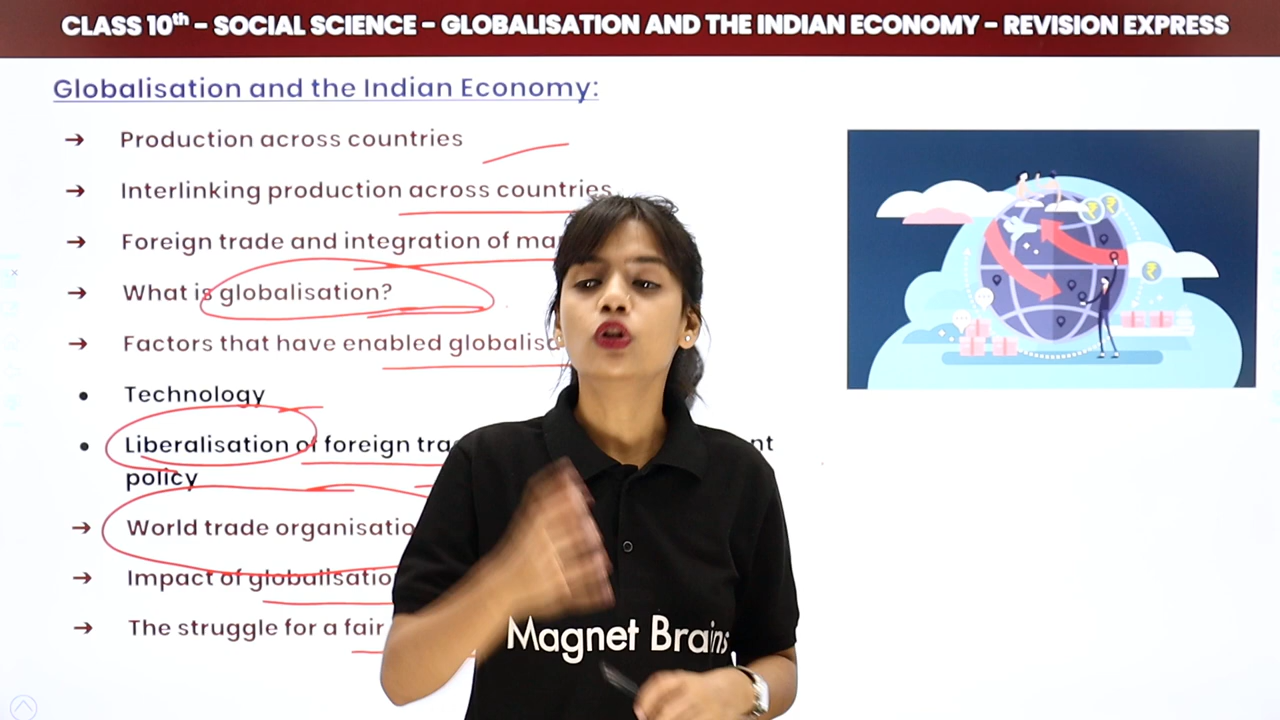 CLASS 10th – SOCIAL SCIENCE – GLOBALISATION AND THE INDIAN ECONOMY – REVISION EXPRESS
Globalisation and the Indian Economy:
→ Production across countries
→ Interlinking production across countries
→ Foreign trade and integration of
→ What is globalisation?
→ Factors that have enabled
• Technology
• Liberalisation of foreign
policy
→ World trade
→ Impact of
→ The struggle for a fair
Magnet Brains